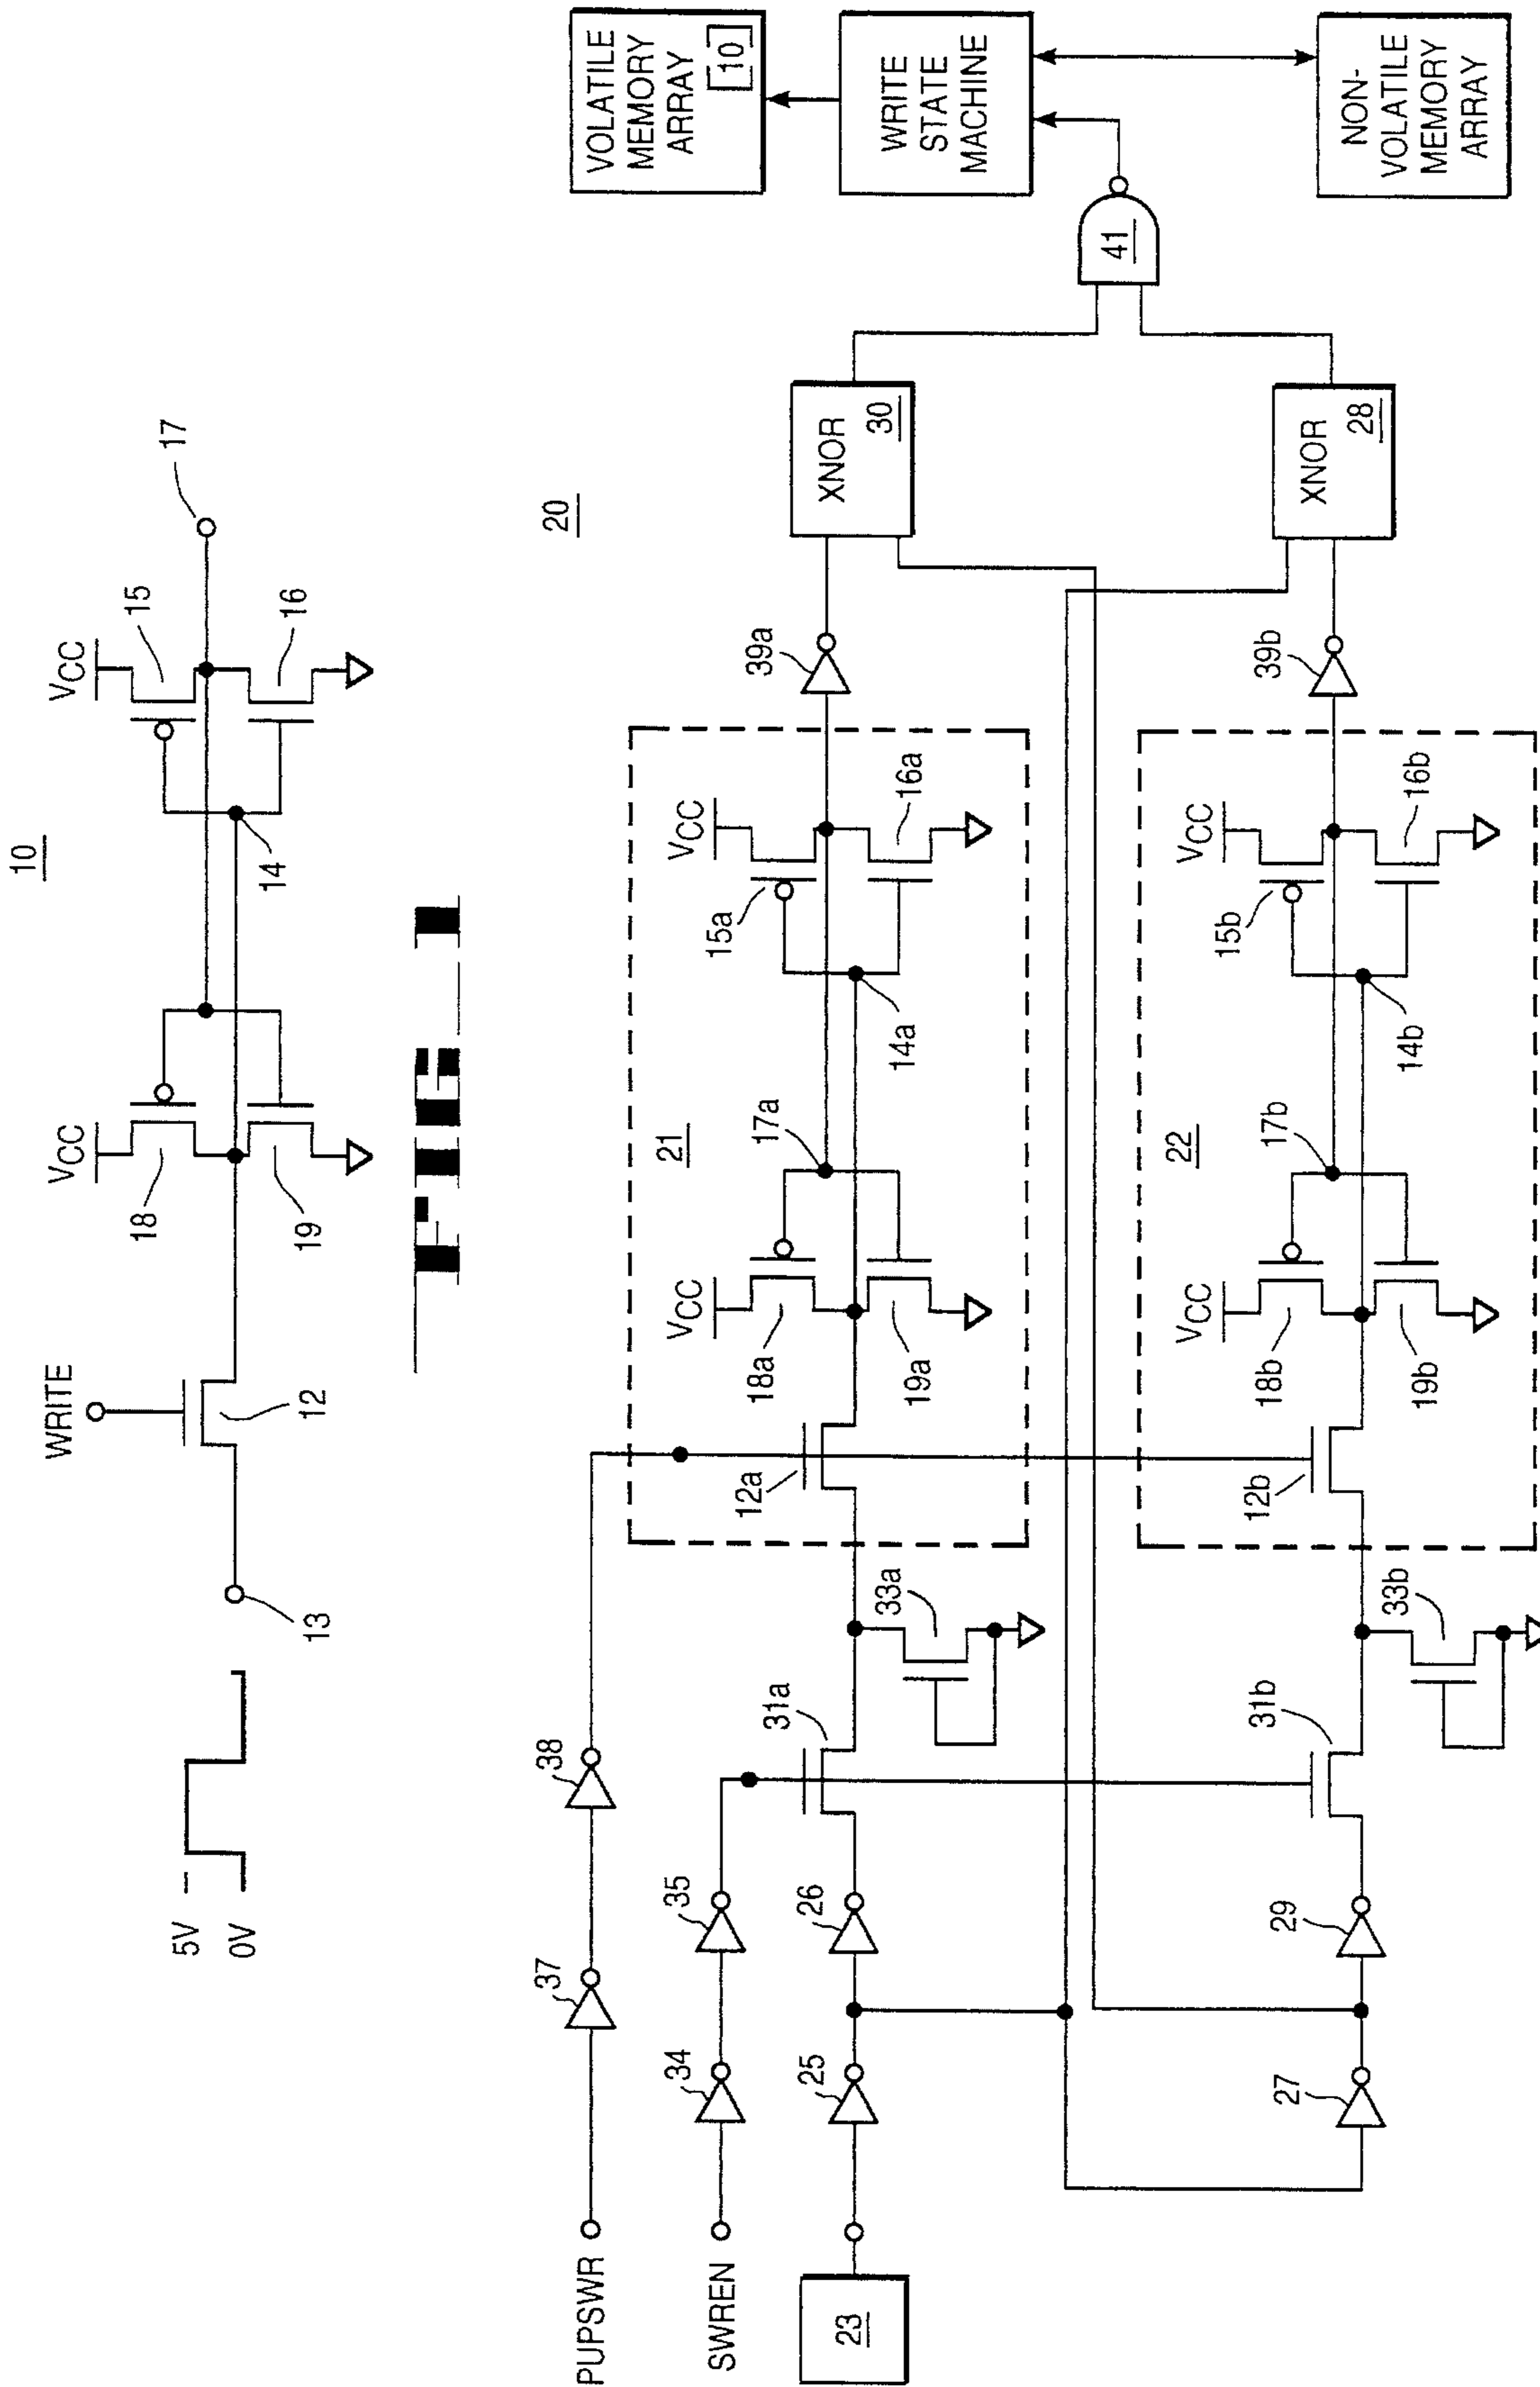 10
WRITE
VCC
VCC
17
15
18
16
14
19
12
13
5V
0V
20
PUPSWR
37
38
SWREN
34
35
23
25
26
31a
33a
12a
21
VCC
18a
19a
17a
VCC
15a
16a
14a
39a
XNOR
30
27
29
31b
33b
12b
22
VCC
18b
19b
17b
VCC
15b
16b
14b
39b
XNOR
28
41
VOLATILE
MEMORY
ARRAY
10
WRITE
STATE
MACHINE
NON-
VOLATILE
MEMORY
ARRAY